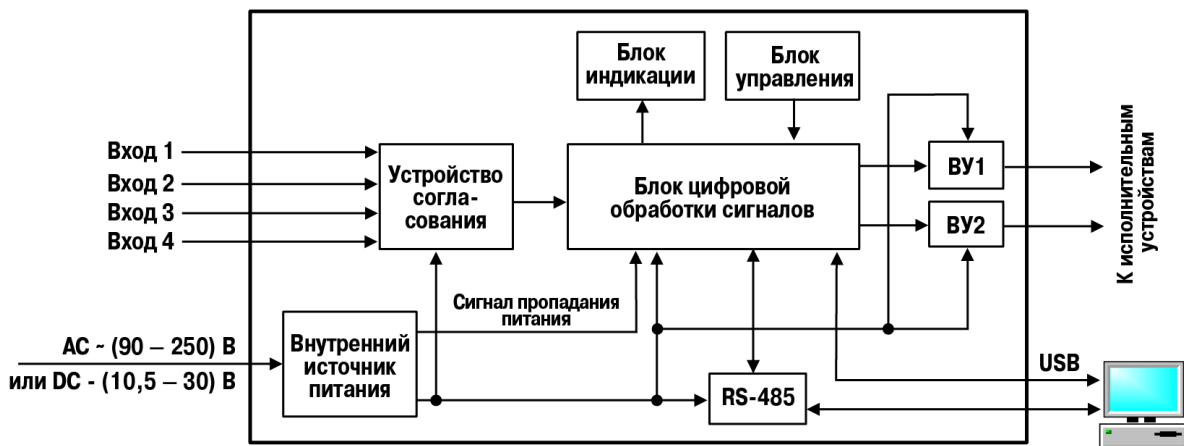 Блок
индикации
Блок
управления
Вход 1
Вход 2
Вход 3
Вход 4
Устройство
согла-
сования
Блок цифровой
обработки сигналов
ВУ1
ВУ2
К исполнительным
устройствам
Сигнал пропадания
питания
AC ~ (90 – 250) В
или DC - (10,5 – 30) В
Внутренний
источник
питания
RS-485
USB